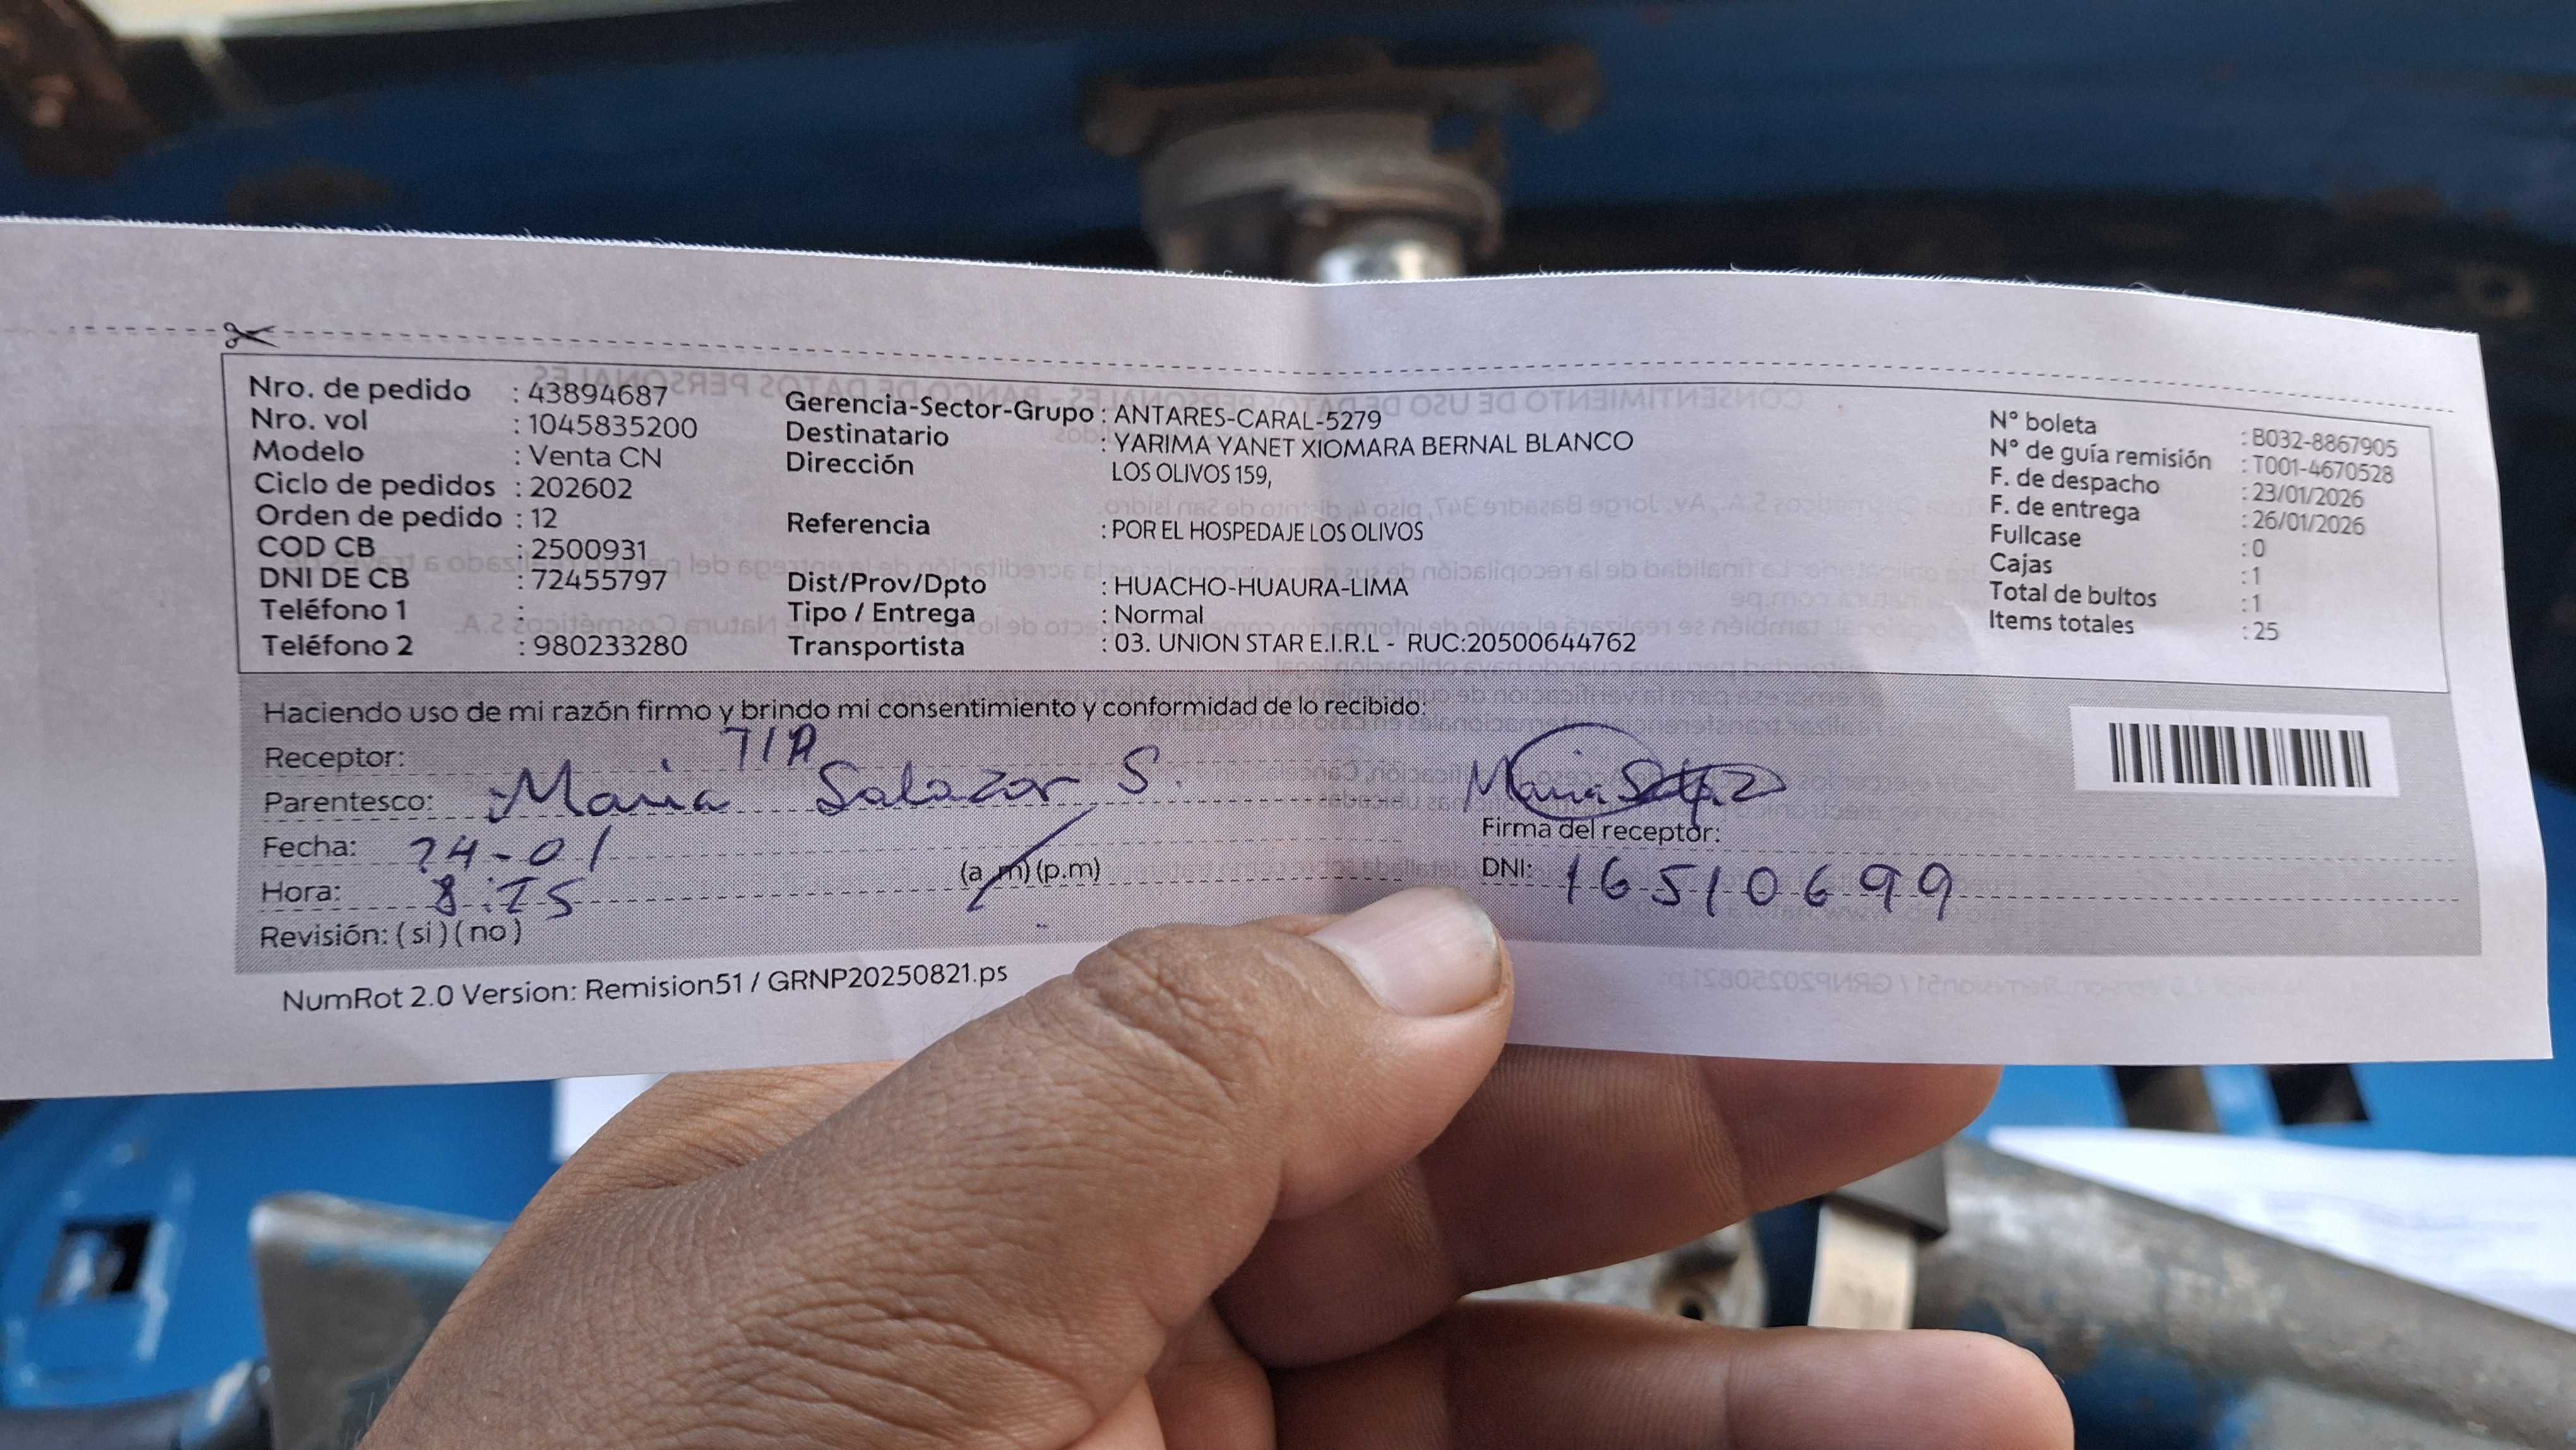 Nro. de pedido : 43894687
Nro. vol : 1045835200
Modelo : Venta CN
Ciclo de pedidos : 202602
Orden de pedido : 12
COD CB : 2500931
DNI DE CB : 72455797
Teléfono 1 :
Teléfono 2 : 980233280
Gerencia-Sector-Grupo : ANTARES-CARAL-5279
Destinatario : YARIMA YANET XIOMARA BERNAL BLANCO
Dirección LOS OLIVOS 159,
Referencia : POR EL HOSPEDAJE LOS OLIVOS
Dist/Prov/Dpto : HUACHO-HUAURA-LIMA
Tipo / Entrega : Normal
Transportista : 03. UNION STAR E.I.R.L - RUC:20500644762
N° boleta : B032-8867905
N° de guía remisión : T001-4670528
F. de despacho : 23/01/2026
F. de entrega : 26/01/2026
Fullcase : 0
Cajas : 1
Total de bultos : 1
Items totales : 25
Haciendo uso de mi razón firmo y brindo mi consentimiento y conformidad de lo recibido:
Receptor: TIA
Parentesco: Maria Salazar S.
Fecha: 24-01
Hora: 8:15 (a.m)(p.m)
Revisión: (si)(no)
Firma del receptor:
DNI: 16510699
NumRot 2.0 Version: Remision51 / GRNP20250821.ps